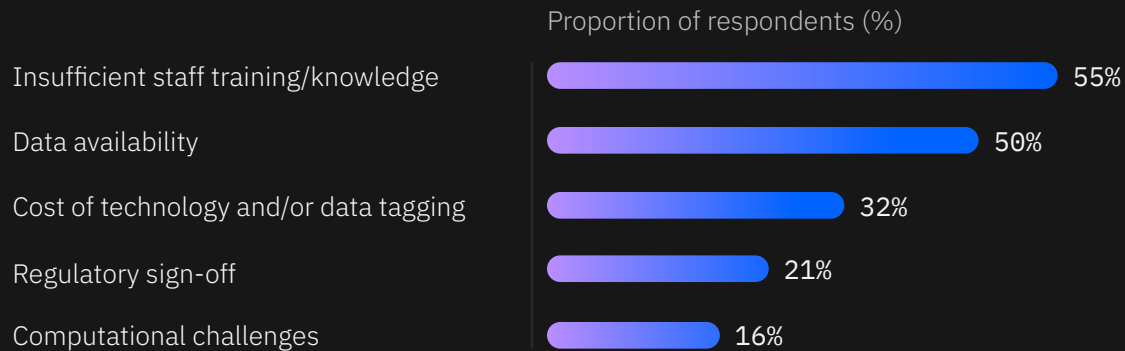 Proportion of respondents (%)
Insufficient staff training/knowledge 55%
Data availability 50%
Cost of technology and/or data tagging 32%
Regulatory sign-off 21%
Computational challenges 16%